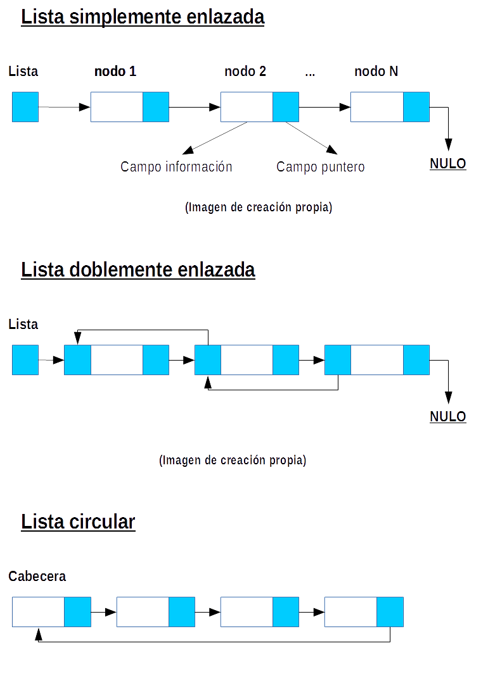 Lista simplemente enlazada
Lista nodo 1 nodo 2 ... nodo N
Campo información Campo puntero NULO
(Imagen de creación propia)
Lista doblemente enlazada
Lista
NULO
(Imagen de creación propia)
Lista circular
Cabecera